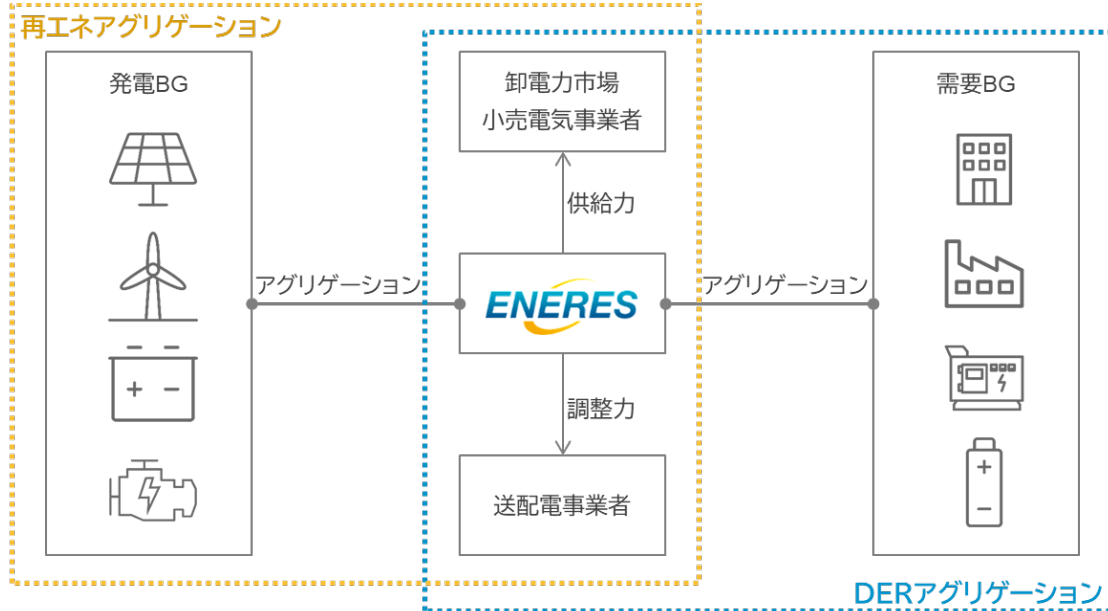 再エネアグリゲーション
発電BG
卸電力市場
小売電気事業者
需要BG
供給力
アグリゲーション
ENERES
アグリゲーション
調整力
送配電事業者
DERアグリゲーション